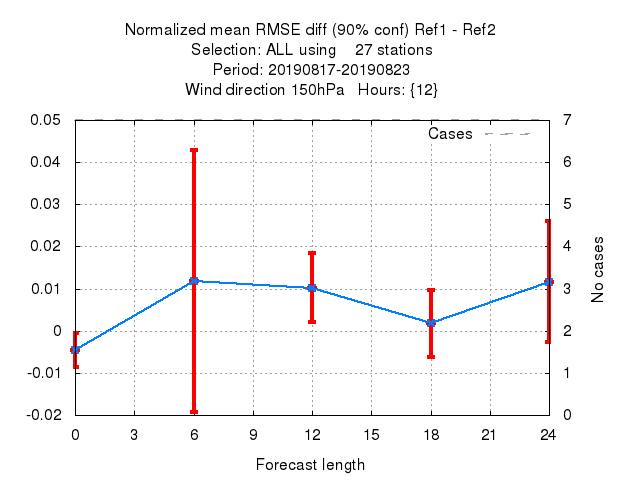 Normalized mean RMSE diff (90% conf) Ref1 - Ref2
Selection: ALL using    27 stations
Period: 20190817-20190823
Wind direction 150hPa   Hours: {12}
Cases
0.05
0.04
0.03
0.02
0.01
0
-0.01
-0.02
7
6
5
4
3
2
1
0
No cases
0 3 6 9 12 15 18 21 24
Forecast length